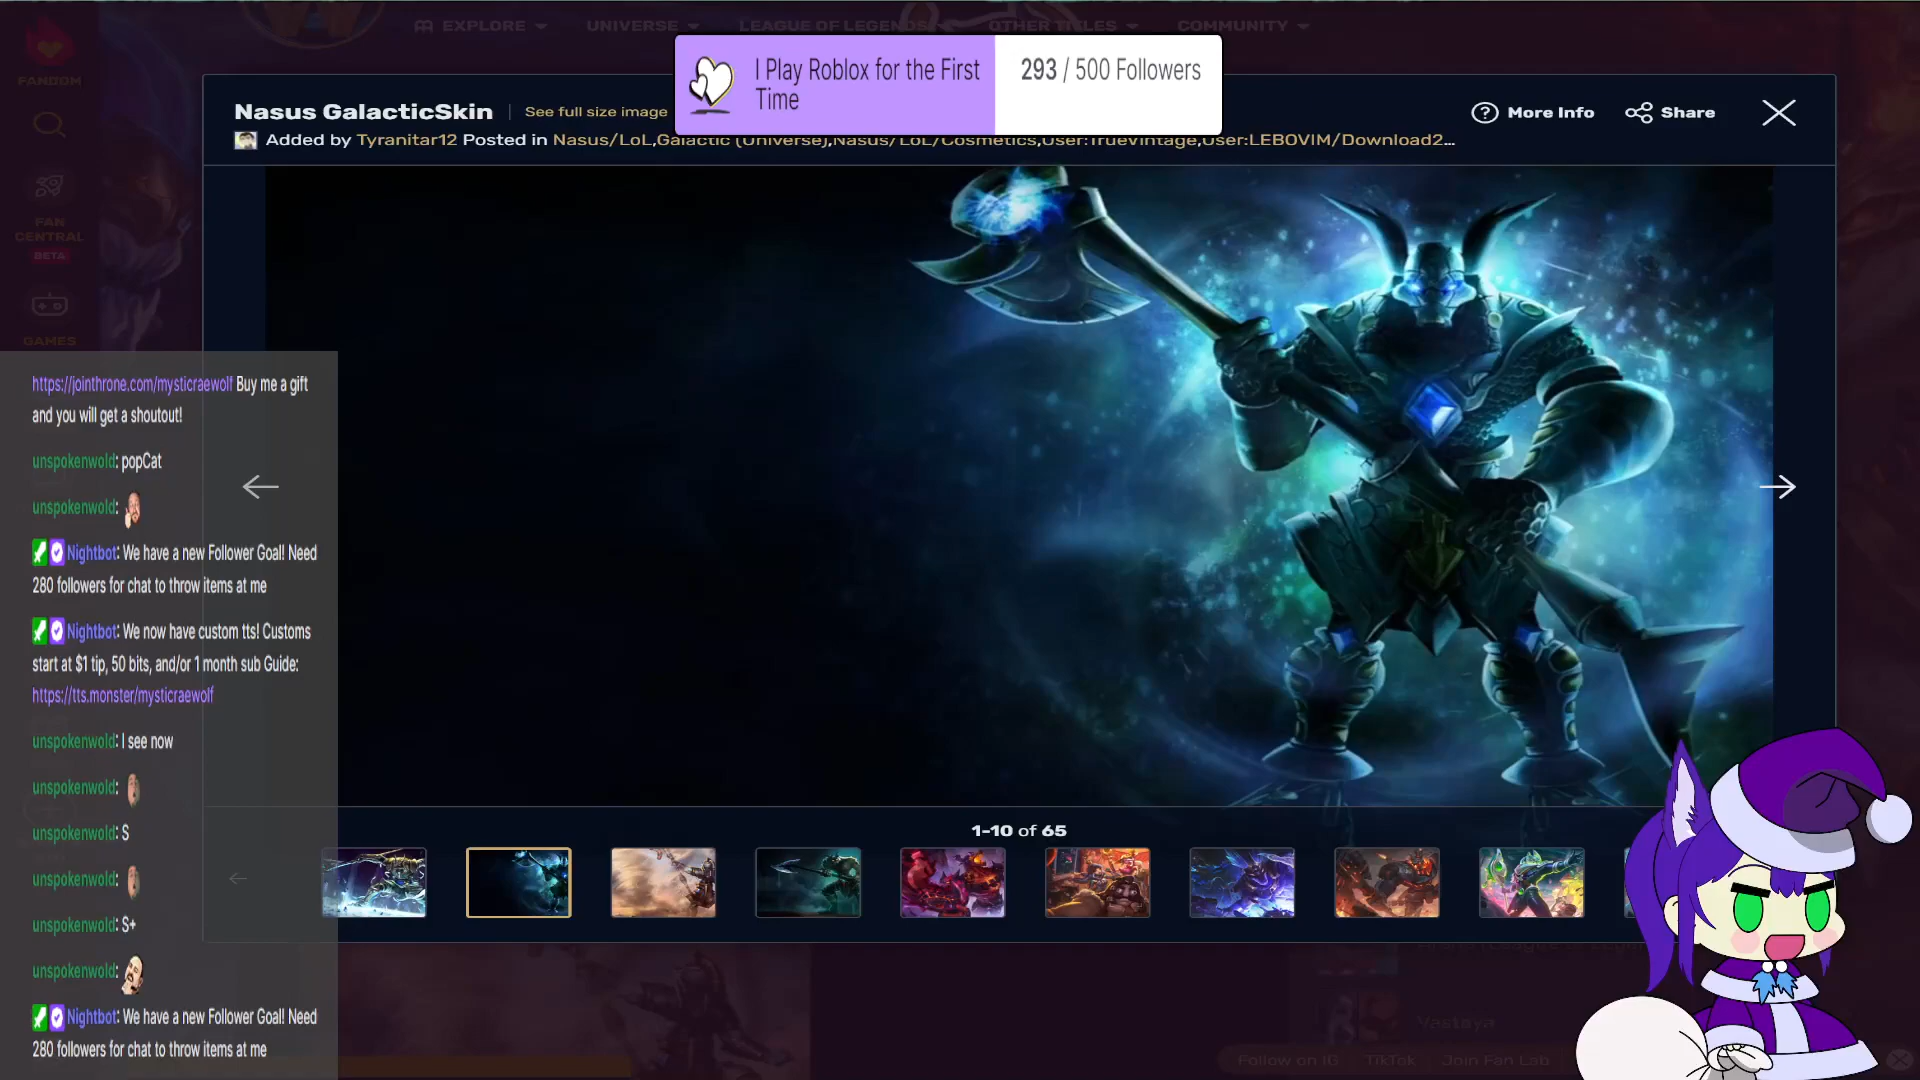 EXPLORE
UNIVERSE
LEAGUE OF LEGENDS
OTHER TITLES
COMMUNITY
FANDOM
I Play Roblox for the First
Time
293 / 500 Followers
Nasus GalacticSkin
See full size image
More Info
Share
Added by Tyranitar12 Posted in Nasus/LoL,Galactic (Universe),Nasus/LoL/Cosmetics,User:TrueVintage,User:LEBOVIM/Download2...
FAN
CENTRAL
BETA
GAMES
https://jointhrone.com/mysticraewolf Buy me a gift
and you will get a shoutout!
unspokenwold: popCat
unspokenwold:
Nightbot: We have a new Follower Goal! Need
280 followers for chat to throw items at me
Nightbot: We now have custom tts! Customs
start at $1 tip, 50 bits, and/or 1 month sub Guide:
https://tts.monster/mysticraewolf
unspokenwold: I see now
unspokenwold:
unspokenwold: S
unspokenwold:
unspokenwold: S+
unspokenwold:
Nightbot: We have a new Follower Goal! Need
280 followers for chat to throw items at me
1-10 of 65
Vastaya
Follow on IG
TikTok
Join Fan Lab